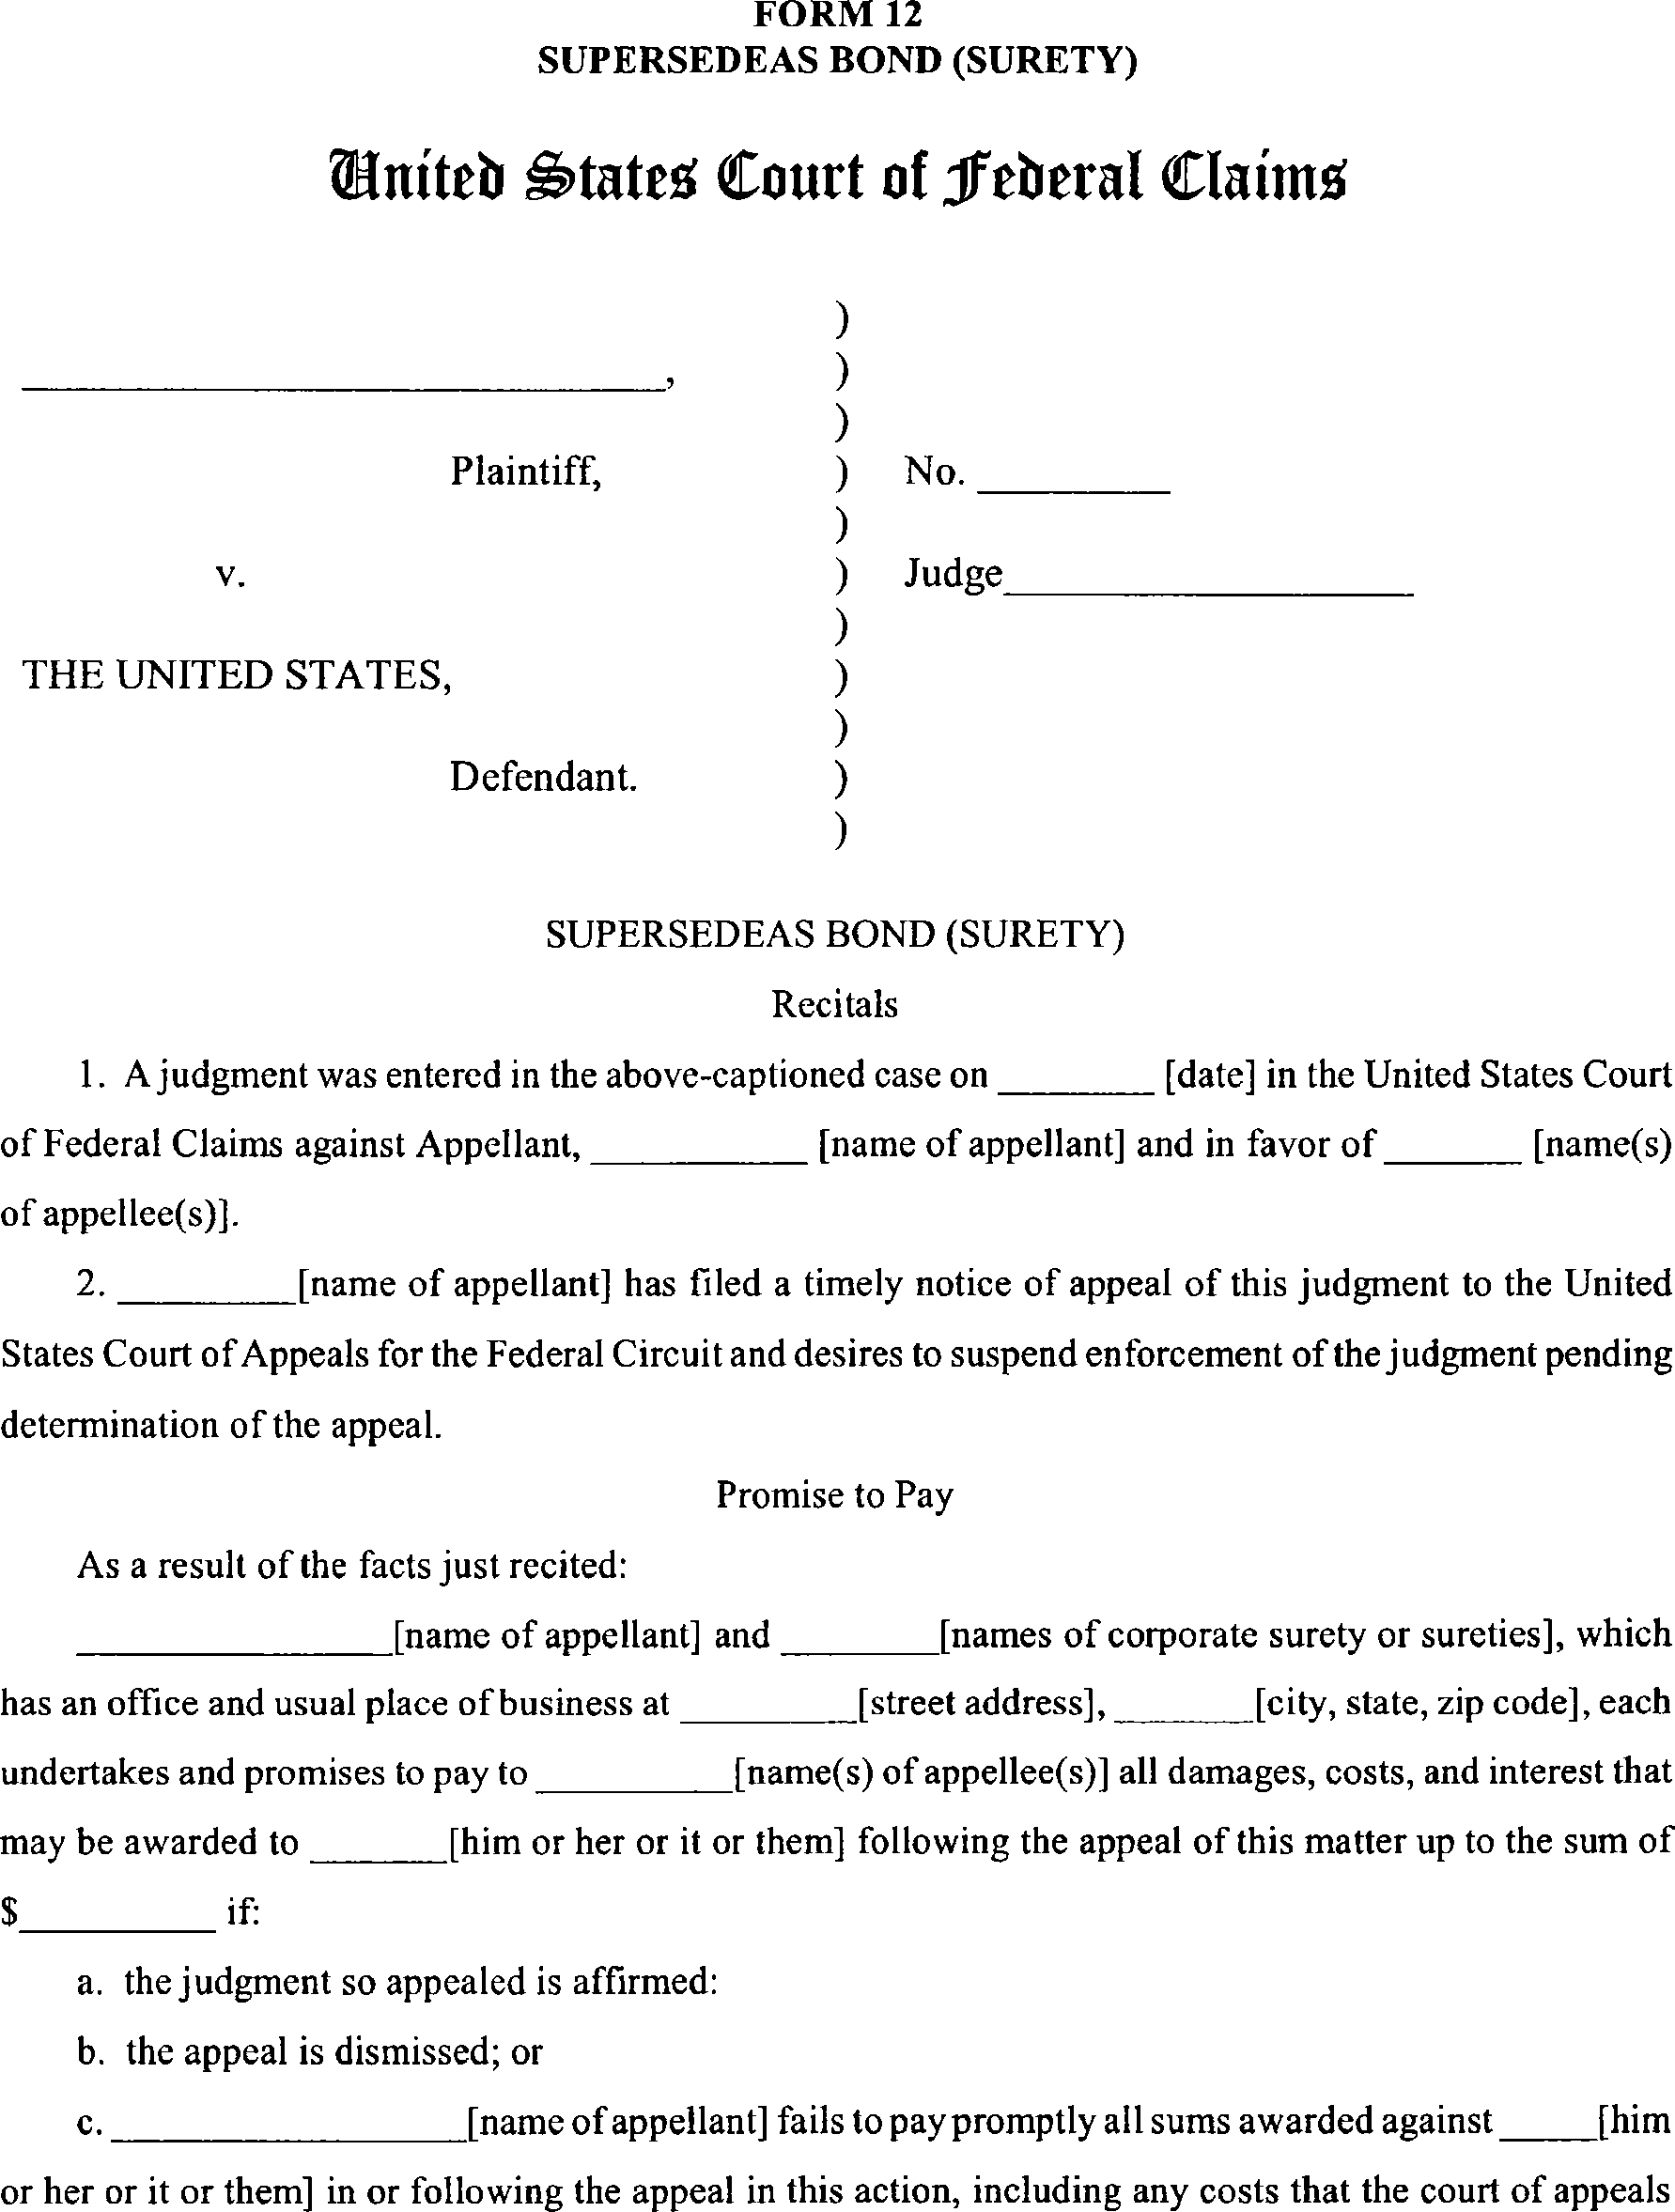 FORM 12
SUPERSEDEAS BOND (SURETY)
United States Court of Federal Claims
)
____________________, )
)
Plaintiff, ) No. ________
)
v. ) Judge________________
)
THE UNITED STATES, )
)
Defendant. )
)
SUPERSEDEAS BOND (SURETY)
Recitals
1. A judgment was entered in the above-captioned case on ________ [date] in the United States Court
of Federal Claims against Appellant, ___________ [name of appellant] and in favor of _______ [name(s)
of appellee(s)].
2. _________[name of appellant] has filed a timely notice of appeal of this judgment to the United
States Court of Appeals for the Federal Circuit and desires to suspend enforcement of the judgment pending
determination of the appeal.
Promise to Pay
As a result of the facts just recited:
________________[name of appellant] and ________[names of corporate surety or sureties], which
has an office and usual place of business at _________[street address], _______[city, state, zip code], each
undertakes and promises to pay to __________[name(s) of appellee(s)] all damages, costs, and interest that
may be awarded to _______[him or her or it or them] following the appeal of this matter up to the sum of
$__________ if:
a. the judgment so appealed is affirmed:
b. the appeal is dismissed; or
c. __________________[name of appellant] fails to pay promptly all sums awarded against _____[him
or her or it or them] in or following the appeal in this action, including any costs that the court of appeals